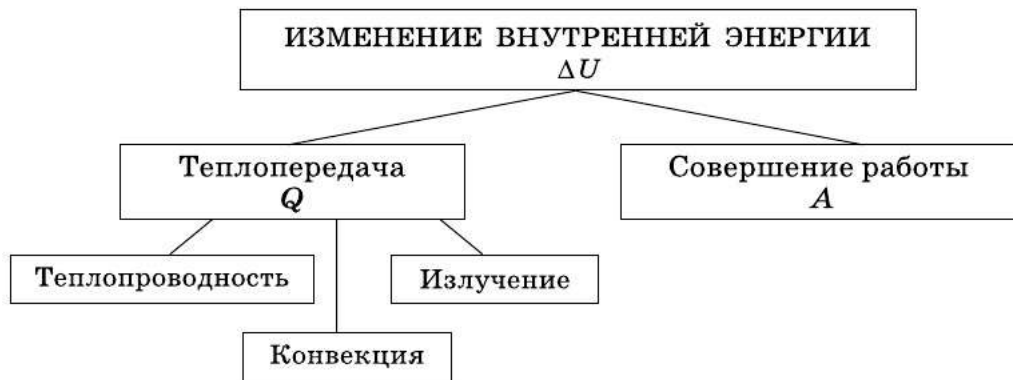 ИЗМЕНЕНИЕ ВНУТРЕННЕЙ ЭНЕРГИИ
ΔU
Теплопередача
Q
Совершение работы
A
Теплопроводность
Излучение
Конвекция